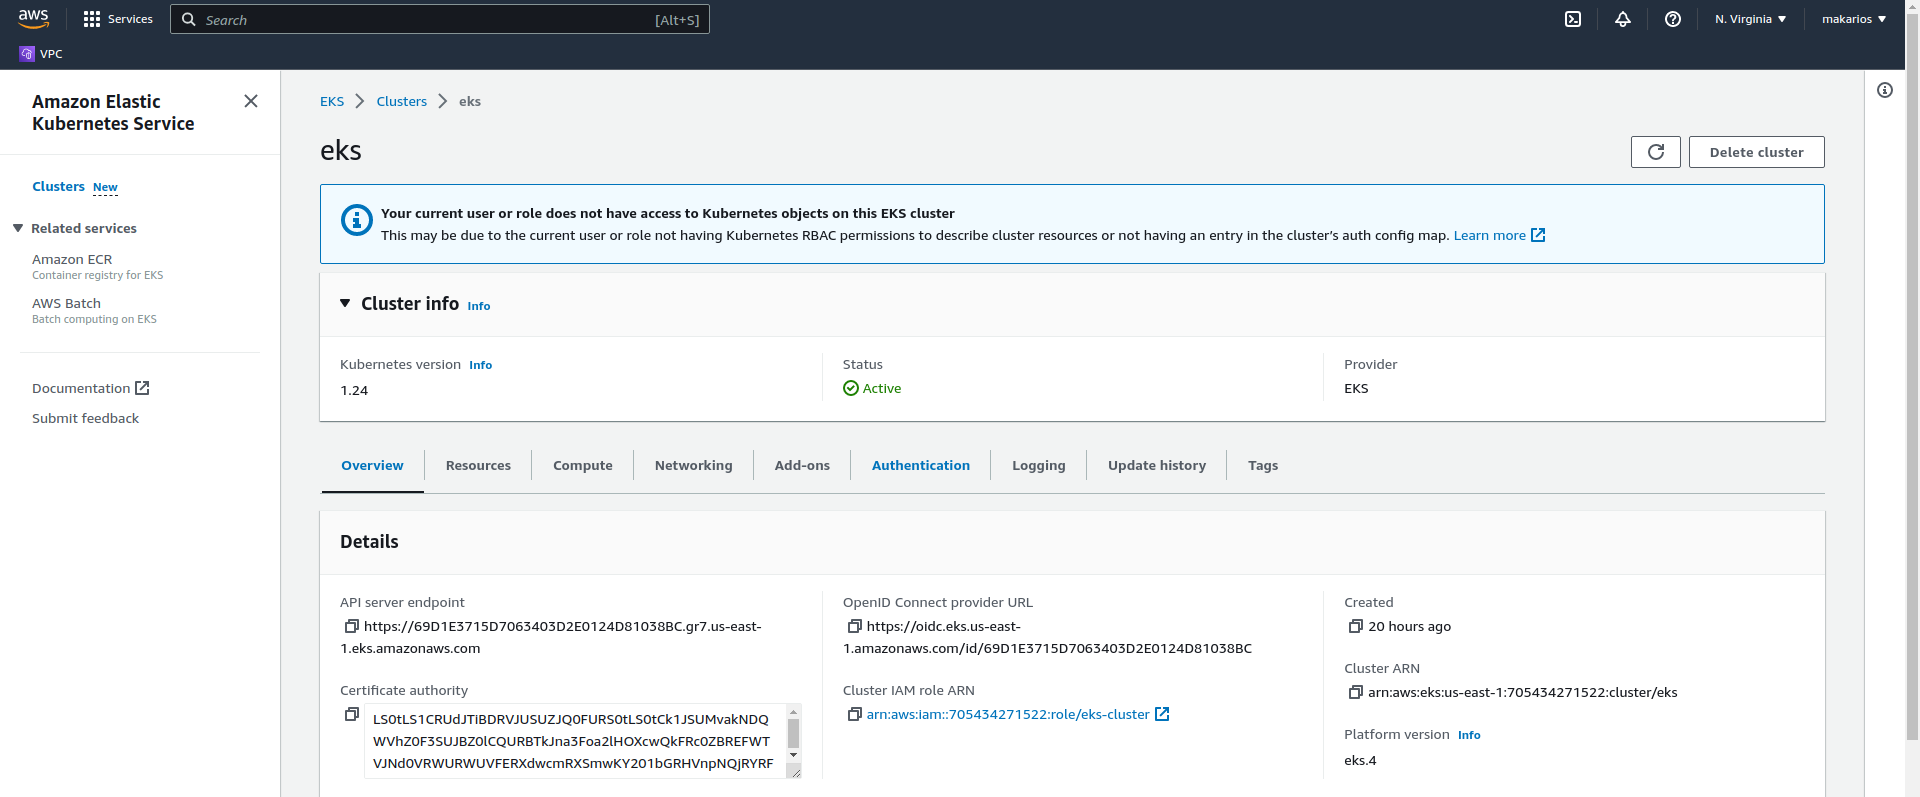 aws
Services
Search [Alt+S]
N. Virginia
makarios
VPC
Amazon Elastic
Kubernetes Service
Clusters New
Related services
Amazon ECR
Container registry for EKS
AWS Batch
Batch computing on EKS
Documentation
Submit feedback
EKS Clusters eks
eks
Delete cluster
Your current user or role does not have access to Kubernetes objects on this EKS cluster
This may be due to the current user or role not having Kubernetes RBAC permissions to describe cluster resources or not having an entry in the cluster's auth config map. Learn more
Cluster info Info
Kubernetes version Info
1.24
Status
Active
Provider
EKS
Overview Resources Compute Networking Add-ons Authentication Logging Update history Tags
Details
API server endpoint
https://69D1E3715D7063403D2E0124D81038BC.gr7.us-east-
1.eks.amazonaws.com
Certificate authority
LS0tLS1CRUdJTiBDRVJUSUZJQ0FURS0tLS0tCk1JSUMvakNDQ
WVhZ0F3SUJBZ0lCQURBTkJna3Foa2lHOXcwQkFRc0ZBREFWT
VJNd0VRWURWUVFERXdwcmRXSmwKY201bGRHVnpNQjRYRF
OpenID Connect provider URL
https://oidc.eks.us-east-
1.amazonaws.com/id/69D1E3715D7063403D2E0124D81038BC
Cluster IAM role ARN
arn:aws:iam::705434271522:role/eks-cluster
Created
20 hours ago
Cluster ARN
arn:aws:eks:us-east-1:705434271522:cluster/eks
Platform version Info
eks.4